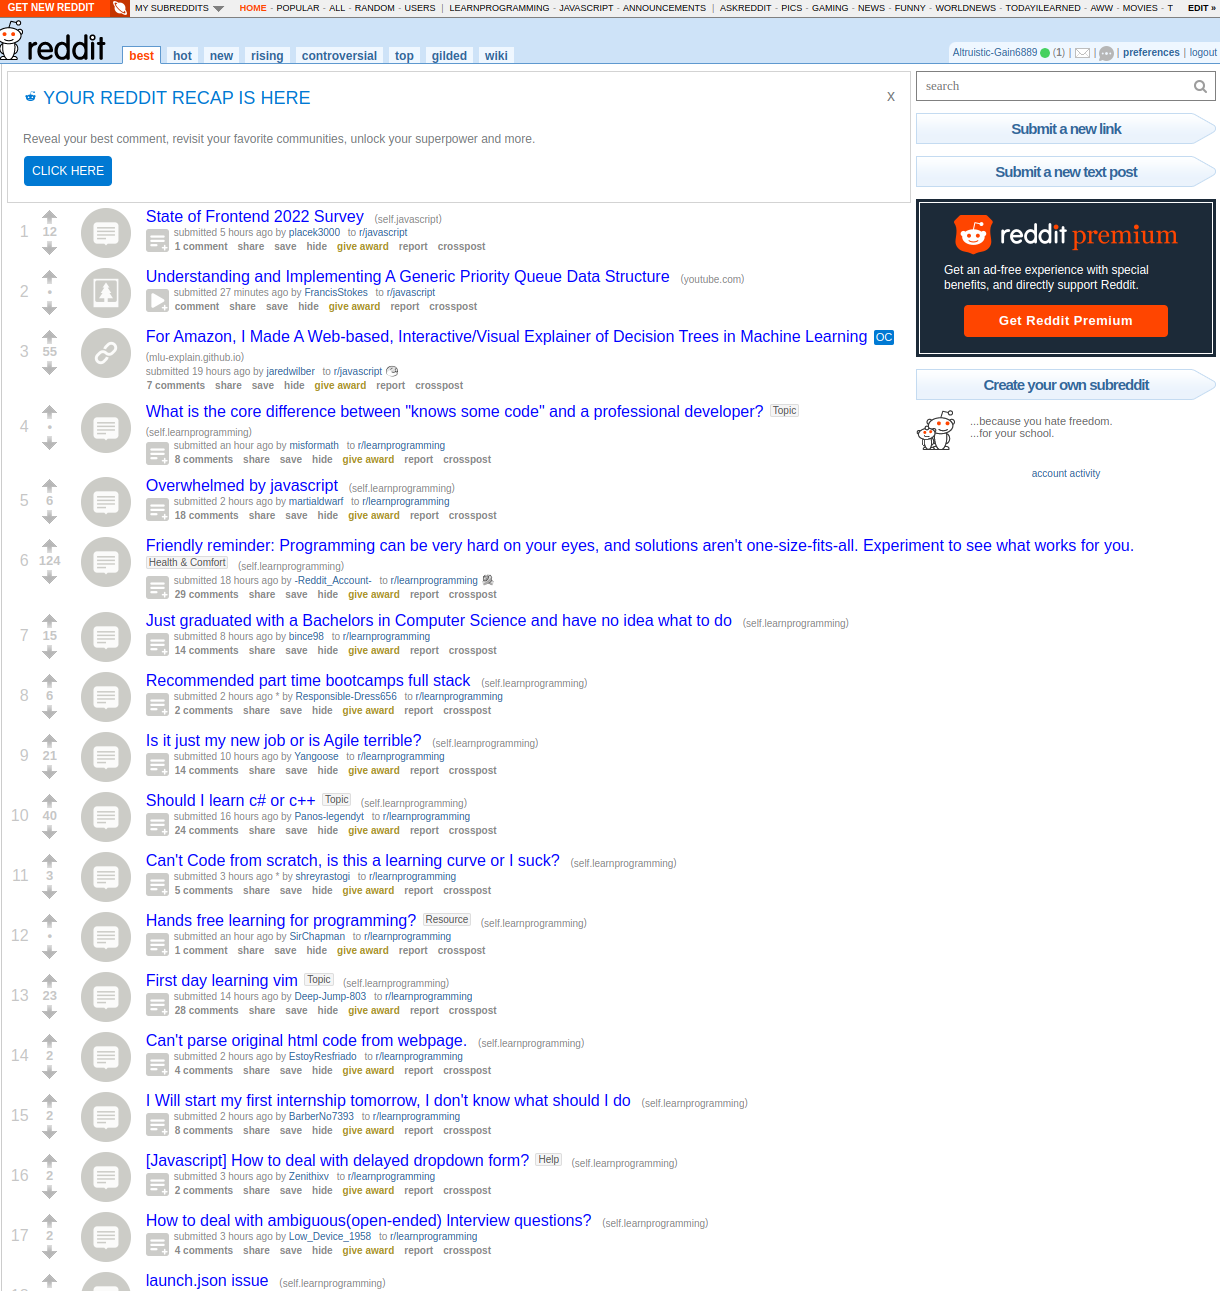 GET NEW REDDIT MY SUBREDDITS HOME - POPULAR - ALL - RANDOM - USERS | LEARNPROGRAMMING - JAVASCRIPT - ANNOUNCEMENTS | ASKREDDIT - PICS - GAMING - NEWS - FUNNY - WORLDNEWS - TODAYILEARNED - AWW - MOVIES - T EDIT »
reddit best hot new rising controversial top gilded wiki Altruistic-Gain6889 (1) | | | preferences | logout
YOUR REDDIT RECAP IS HERE X
Reveal your best comment, revisit your favorite communities, unlock your superpower and more.
CLICK HERE
search
Submit a new link
Submit a new text post
reddit premium
Get an ad-free experience with special
benefits, and directly support Reddit.
Get Reddit Premium
Create your own subreddit
...because you hate freedom.
...for your school.
account activity
1 12 State of Frontend 2022 Survey (self.javascript)
submitted 5 hours ago by placek3000 to r/javascript
1 comment share save hide give award report crosspost
2 • Understanding and Implementing A Generic Priority Queue Data Structure (youtube.com)
submitted 27 minutes ago by FrancisStokes to r/javascript
comment share save hide give award report crosspost
3 55 For Amazon, I Made A Web-based, Interactive/Visual Explainer of Decision Trees in Machine Learning OC
(mlu-explain.github.io)
submitted 19 hours ago by jaredwilber to r/javascript
7 comments share save hide give award report crosspost
4 • What is the core difference between "knows some code" and a professional developer? Topic
(self.learnprogramming)
submitted an hour ago by misformath to r/learnprogramming
8 comments share save hide give award report crosspost
5 6 Overwhelmed by javascript (self.learnprogramming)
submitted 2 hours ago by martialdwarf to r/learnprogramming
18 comments share save hide give award report crosspost
6 124 Friendly reminder: Programming can be very hard on your eyes, and solutions aren't one-size-fits-all. Experiment to see what works for you.
Health & Comfort (self.learnprogramming)
submitted 18 hours ago by -Reddit_Account- to r/learnprogramming
29 comments share save hide give award report crosspost
7 15 Just graduated with a Bachelors in Computer Science and have no idea what to do (self.learnprogramming)
submitted 8 hours ago by bince98 to r/learnprogramming
14 comments share save hide give award report crosspost
8 6 Recommended part time bootcamps full stack (self.learnprogramming)
submitted 2 hours ago * by Responsible-Dress656 to r/learnprogramming
2 comments share save hide give award report crosspost
9 21 Is it just my new job or is Agile terrible? (self.learnprogramming)
submitted 10 hours ago by Yangoose to r/learnprogramming
14 comments share save hide give award report crosspost
10 40 Should I learn c# or c++ Topic (self.learnprogramming)
submitted 16 hours ago by Panos-legendyt to r/learnprogramming
24 comments share save hide give award report crosspost
11 3 Can't Code from scratch, is this a learning curve or I suck? (self.learnprogramming)
submitted 3 hours ago * by shreyrastogi to r/learnprogramming
5 comments share save hide give award report crosspost
12 • Hands free learning for programming? Resource (self.learnprogramming)
submitted an hour ago by SirChapman to r/learnprogramming
1 comment share save hide give award report crosspost
13 23 First day learning vim Topic (self.learnprogramming)
submitted 14 hours ago by Deep-Jump-803 to r/learnprogramming
28 comments share save hide give award report crosspost
14 2 Can't parse original html code from webpage. (self.learnprogramming)
submitted 2 hours ago by EstoyResfriado to r/learnprogramming
4 comments share save hide give award report crosspost
15 2 I Will start my first internship tomorrow, I don't know what should I do (self.learnprogramming)
submitted 2 hours ago by BarberNo7393 to r/learnprogramming
8 comments share save hide give award report crosspost
16 2 [Javascript] How to deal with delayed dropdown form? Help (self.learnprogramming)
submitted 3 hours ago by Zenithixv to r/learnprogramming
2 comments share save hide give award report crosspost
17 2 How to deal with ambiguous(open-ended) Interview questions? (self.learnprogramming)
submitted 3 hours ago by Low_Device_1958 to r/learnprogramming
4 comments share save hide give award report crosspost
launch.json issue (self.learnprogramming)